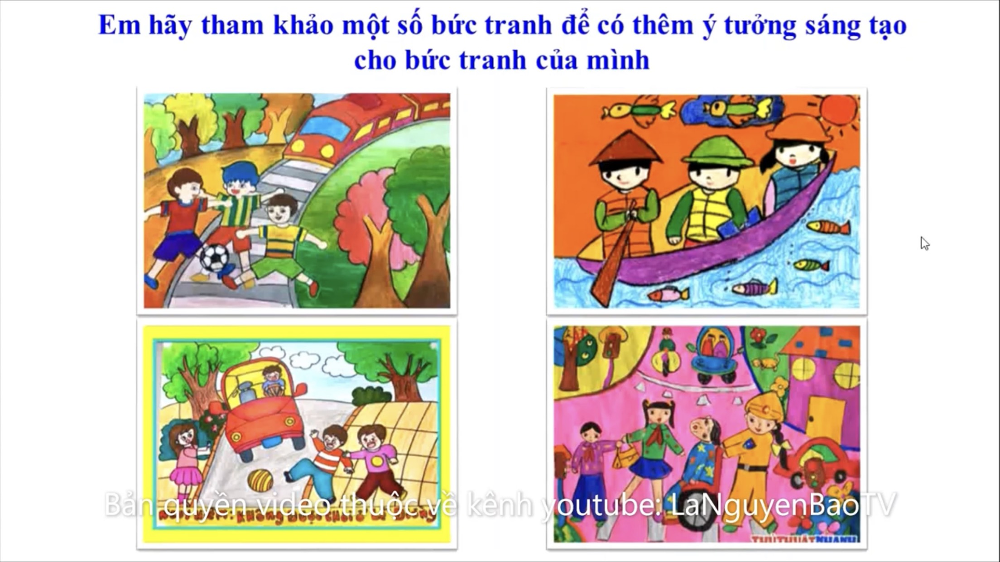 Em hãy tham khảo một số bức tranh để có thêm ý tưởng sáng tạo
cho bức tranh của mình
Bản quyền video thuộc về kênh youtube: LaNguyenBaoTV
THỦTHUẬTNHANH